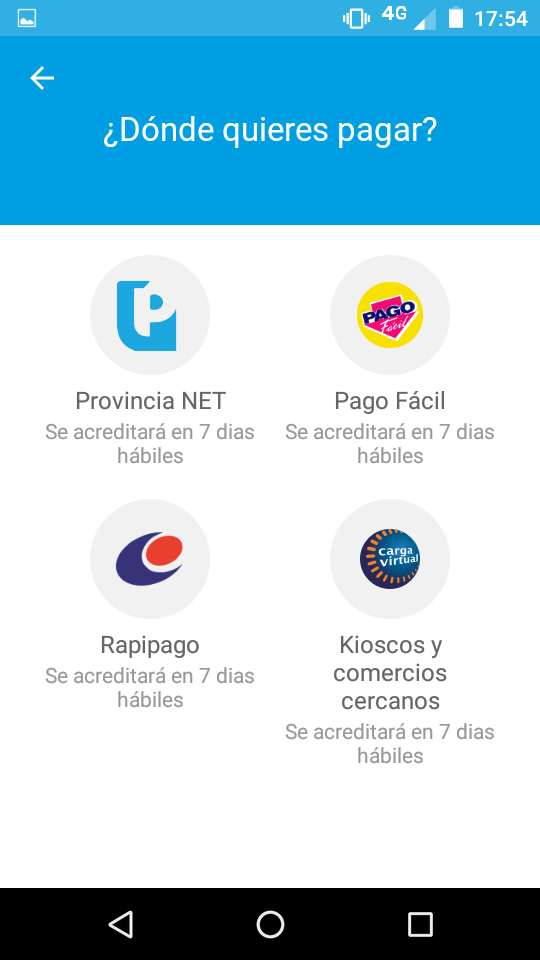 4G 17:54
¿Dónde quieres pagar?
PAGO
Fácil
Provincia NET
Se acreditará en 7 dias
hábiles
Pago Fácil
Se acreditará en 7 dias
hábiles
carga
virtual
Rapipago
Se acreditará en 7 dias
hábiles
Kioscos y
comercios
cercanos
Se acreditará en 7 dias
hábiles